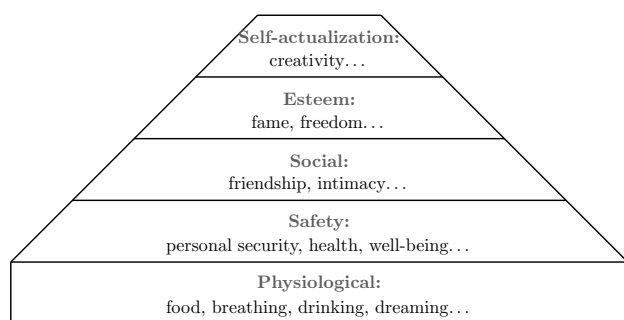 Self-actualization:
creativity...
Esteem:
fame, freedom...
Social:
friendship, intimacy...
Safety:
personal security, health, well-being...
Physiological:
food, breathing, drinking, dreaming...